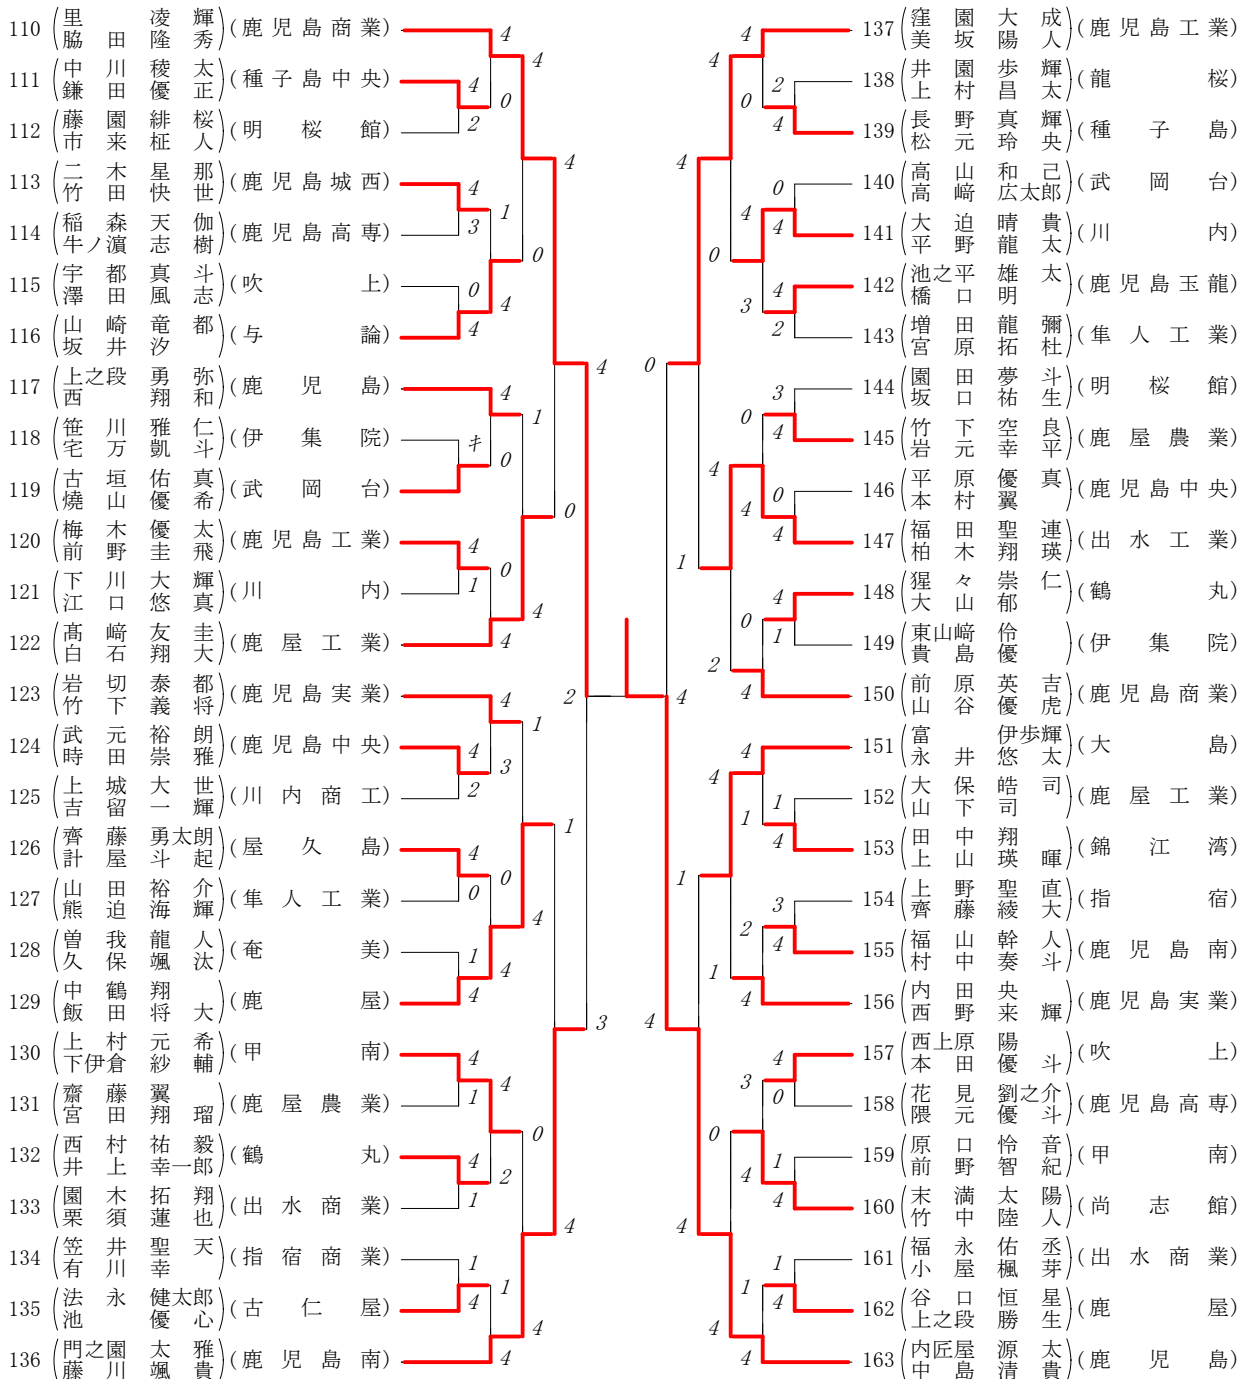 110 (里 凌輝 脇田隆秀)(鹿児島商業)
111 (中川稜太 鎌田優正)(種子島中央)
112 (藤園緋桜 市来柾人)(明桜館)
113 (二木星那 竹田快世)(鹿児島城西)
114 (稲森天伽 牛ノ濵志樹)(鹿児島高専)
115 (宇都真斗 澤田風志)(吹上)
116 (山崎竜都 坂井汐)(与論)
117 (上之段勇弥 西翔和)(鹿児島)
118 (笹川雅仁 宅万凱斗)(伊集院)
119 (古垣佑真 燒山優希)(武岡台)
120 (梅木優太 前野圭飛)(鹿児島工業)
121 (下川大輝 江口悠真)(川内)
122 (髙﨑友圭 白石翔大)(鹿屋工業)
123 (岩切泰都 竹下義将)(鹿児島実業)
124 (武元裕朗 時田崇雅)(鹿児島中央)
125 (上城大世 吉留一輝)(川内商工)
126 (齊藤勇太朗 計屋斗起)(屋久島)
127 (山田裕介 熊迫海輝)(隼人工業)
128 (曽我龍人 久保颯汰)(奄美)
129 (中鶴翔 飯田将大)(鹿屋)
130 (上村元希 下伊倉紗輔)(甲南)
131 (齋藤翼 宮田翔瑠)(鹿屋農業)
132 (西村祐毅 井上幸一郎)(鶴丸)
133 (園木拓翔 栗須蓮也)(出水商業)
134 (笠井聖天 有川幸)(指宿商業)
135 (法永健太郎 池優心)(古仁屋)
136 (門之園太雅 藤川颯貴)(鹿児島南)
137 (窪園大成 美坂陽人)(鹿児島工業)
138 (井園歩輝 上村昌太)(龍桜)
139 (長野真輝 松元玲央)(種子島)
140 (高山和己 高﨑広太郎)(武岡台)
141 (大迫晴貴 平野龍太)(川内)
142 (池之平雄太 橋口明)(鹿児島玉龍)
143 (増田龍彌 宮原拓杜)(隼人工業)
144 (園田夢斗 坂口祐生)(明桜館)
145 (竹下空良 岩元幸平)(鹿屋農業)
146 (平原優真 本村翼)(鹿児島中央)
147 (福田聖連 柏木翔瑛)(出水工業)
148 (猩々崇仁 大山郁)(鶴丸)
149 (東山﨑伶 貴島優)(伊集院)
150 (前原英吉 山谷優虎)(鹿児島商業)
151 (富伊歩輝 永井悠太)(大島)
152 (大保皓司 山下司)(鹿屋工業)
153 (田中翔 上山瑛暉)(錦江湾)
154 (上野聖直 齊藤綾大)(指宿)
155 (福山幹人 村中奏斗)(鹿児島南)
156 (内田央 西野来輝)(鹿児島実業)
157 (西上原陽 本田優斗)(吹上)
158 (花見劉之介 隈元優斗)(鹿児島高専)
159 (原口怜音 前野智紀)(甲南)
160 (末満太陽 竹中陸人)(尚志館)
161 (福永佑丞 小屋楓芽)(出水商業)
162 (谷口恒星 上之段勝生)(鹿屋)
163 (内匠屋源太 中島清貴)(鹿児島)